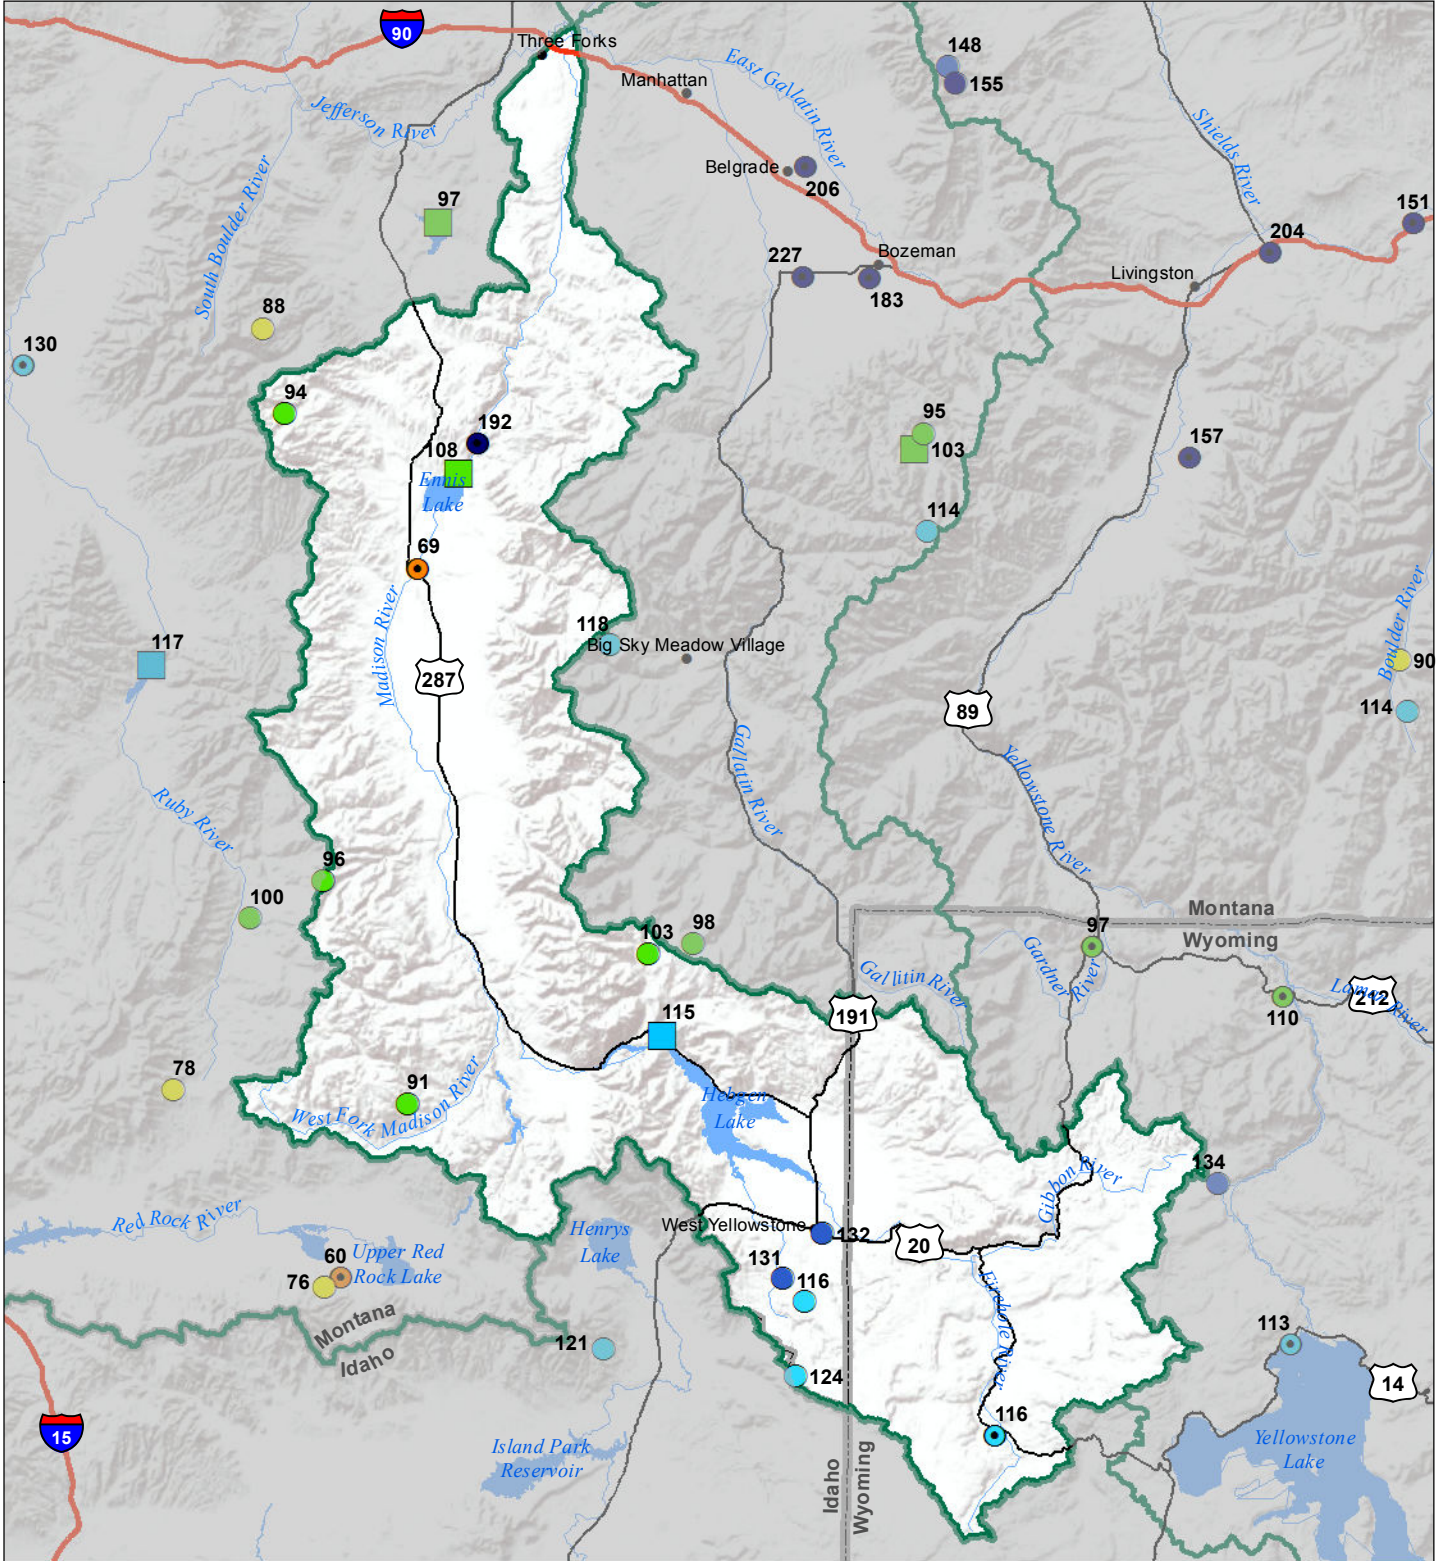 90
Three Forks
148
155
Manhattan
East Gallatin River
Jefferson River
Shields River
Belgrade
206
97
South Boulder River
151
204
227
Bozeman
183
Livingston
88
130
94
192
108
95
103
157
Ennis
Lake
114
69
Madison River
118
Big Sky Meadow Village
117
287
89
Boulder River
90
114
Gallatin River
Yellowstone River
Ruby River
96
100
103
98
Montana
Wyoming
97
Gardner
River
Gallitin River
110
212
Lamar River
191
115
78
91
West Fork Madison River
Hebgen
Lake
134
Gibbon River
Red Rock River
Henrys
Lake
West Yellowstone
132
20
60
76
Upper Red
Rock Lake
131
116
Firehole River
Montana
Idaho
121
124
113
14
15
116
Island Park
Reservoir
Yellowstone
Lake
Idaho
Wyoming